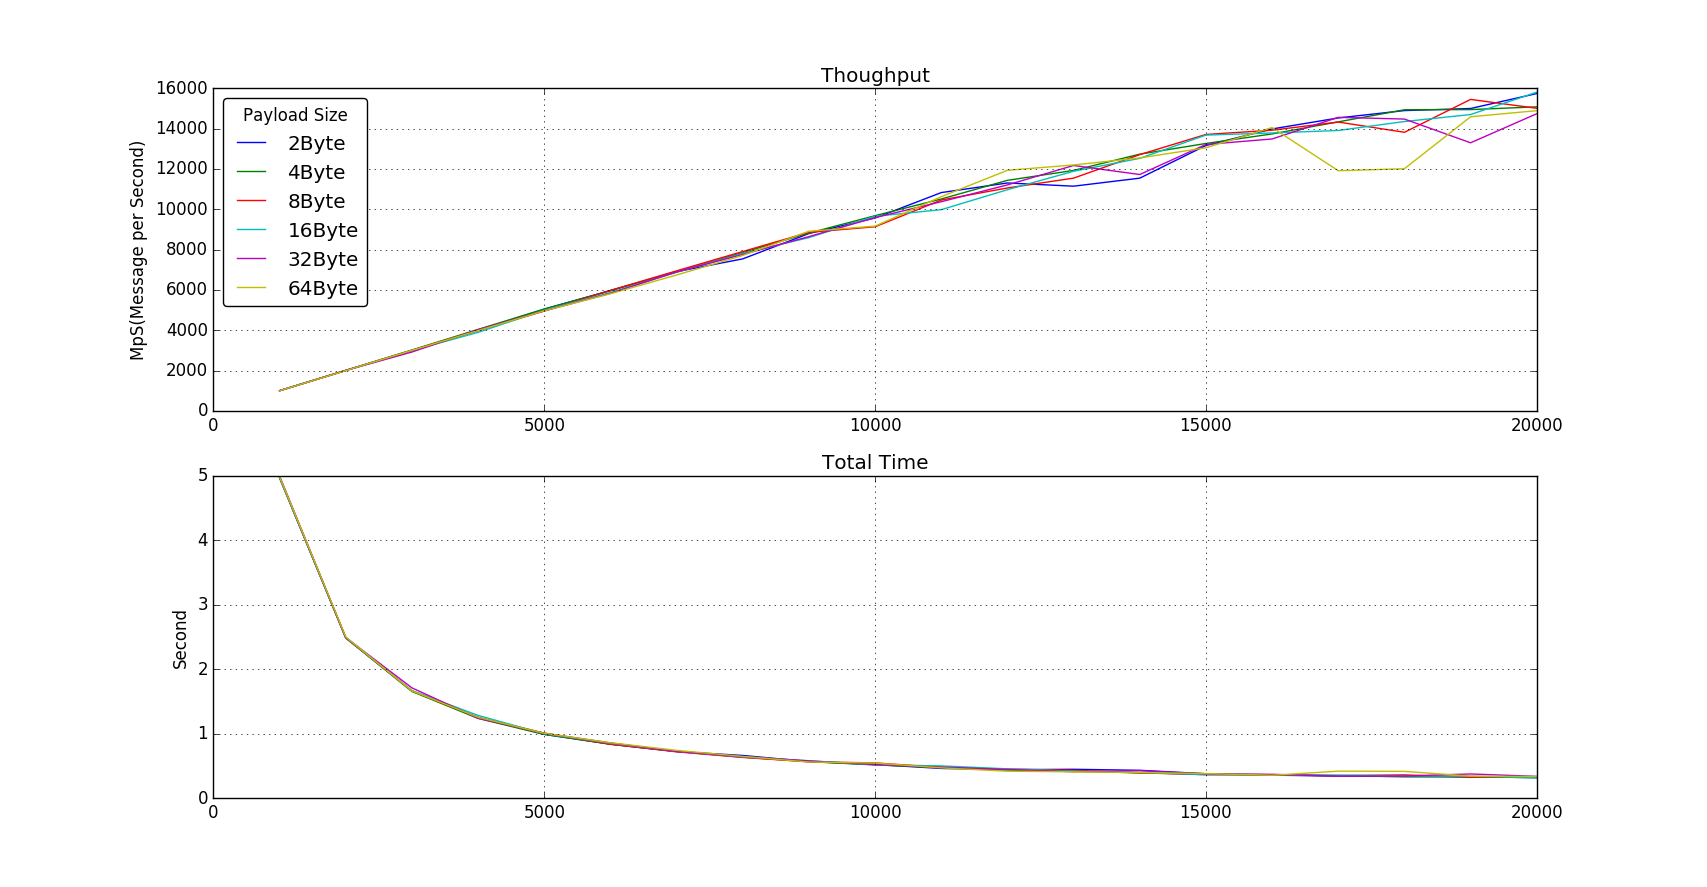 Thoughput
16000
14000
12000
10000
8000
6000
4000
2000
0
MpS(Message per Second)
Payload Size
2Byte
4Byte
8Byte
16Byte
32Byte
64Byte
0 5000 10000 15000 20000
Total Time
5
4
3
2
1
0
Second
0 5000 10000 15000 20000